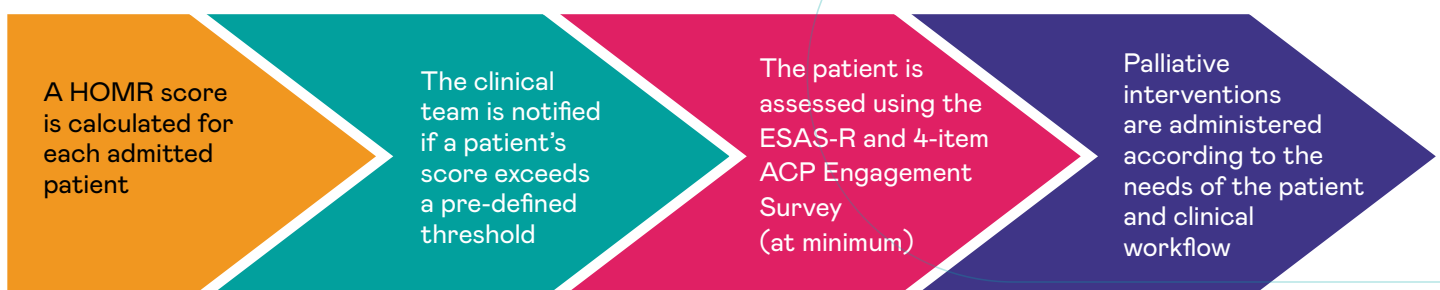 A HOMR score
is calculated for
each admitted
patient
The clinical
team is notified
if a patient's
score exceeds
a pre-defined
threshold
The patient is
assessed using the
ESAS-R and 4-item
ACP Engagement
Survey
(at minimum)
Palliative
interventions
are administered
according to the
needs of the patient
and clinical
workflow